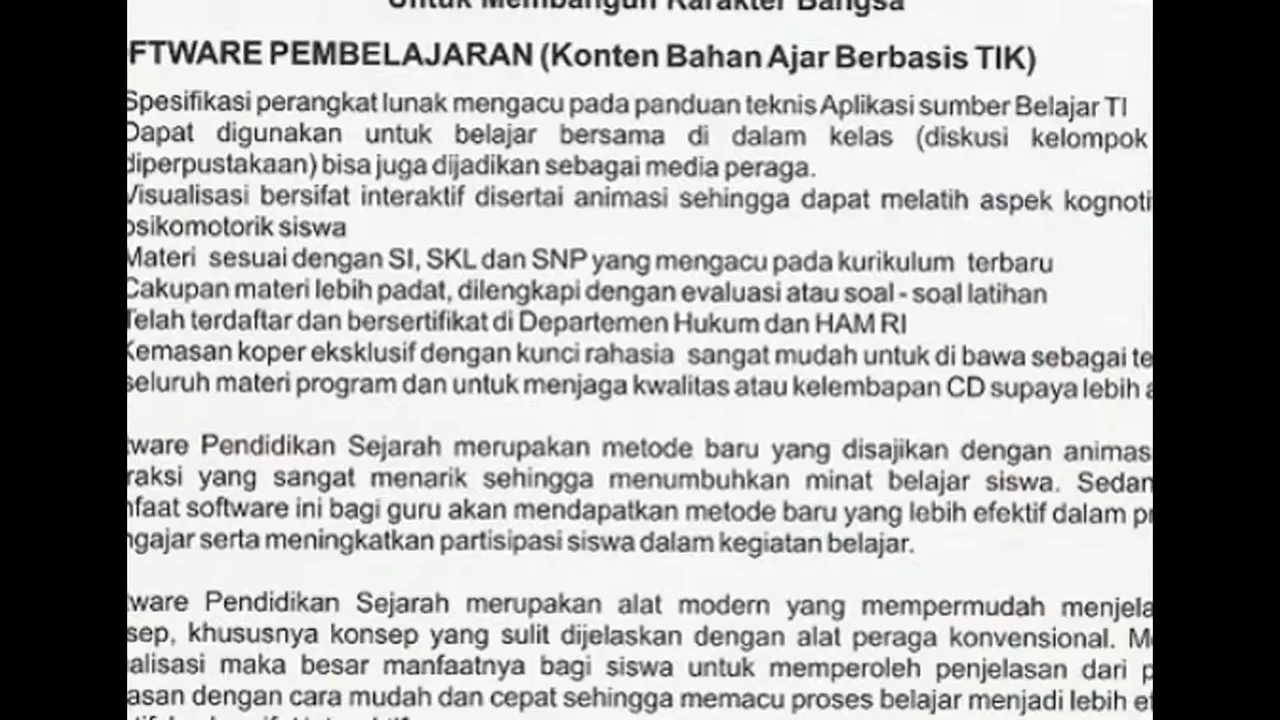 Untuk Membangun Karakter Bangsa
FTWARE PEMBELAJARAN (Konten Bahan Ajar Berbasis TIK)
Spesifikasi perangkat lunak mengacu pada panduan teknis Aplikasi sumber Belajar TI
Dapat digunakan untuk belajar bersama di dalam kelas (diskusi kelompok
diperpustakaan) bisa juga dijadikan sebagai media peraga.
Visualisasi bersifat interaktif disertai animasi sehingga dapat melatih aspek kognoti
psikomotorik siswa
Materi sesuai dengan SI, SKL dan SNP yang mengacu pada kurikulum terbaru
Cakupan materi lebih padat, dilengkapi dengan evaluasi atau soal - soal latihan
Telah terdaftar dan bersertifikat di Departemen Hukum dan HAM RI
Kemasan koper eksklusif dengan kunci rahasia sangat mudah untuk di bawa sebagai te
seluruh materi program dan untuk menjaga kwalitas atau kelembapan CD supaya lebih a
tware Pendidikan Sejarah merupakan metode baru yang disajikan dengan animas
raksi yang sangat menarik sehingga menumbuhkan minat belajar siswa. Sedan
nfaat software ini bagi guru akan mendapatkan metode baru yang lebih efektif dalam pr
ngajar serta meningkatkan partisipasi siswa dalam kegiatan belajar.
tware Pendidikan Sejarah merupakan alat modern yang mempermudah menjela
sep, khususnya konsep yang sulit dijelaskan dengan alat peraga konvensional. M
alisasi maka besar manfaatnya bagi siswa untuk memperoleh penjelasan dari p
asan dengan cara mudah dan cepat sehingga memacu proses belajar menjadi lebih ef